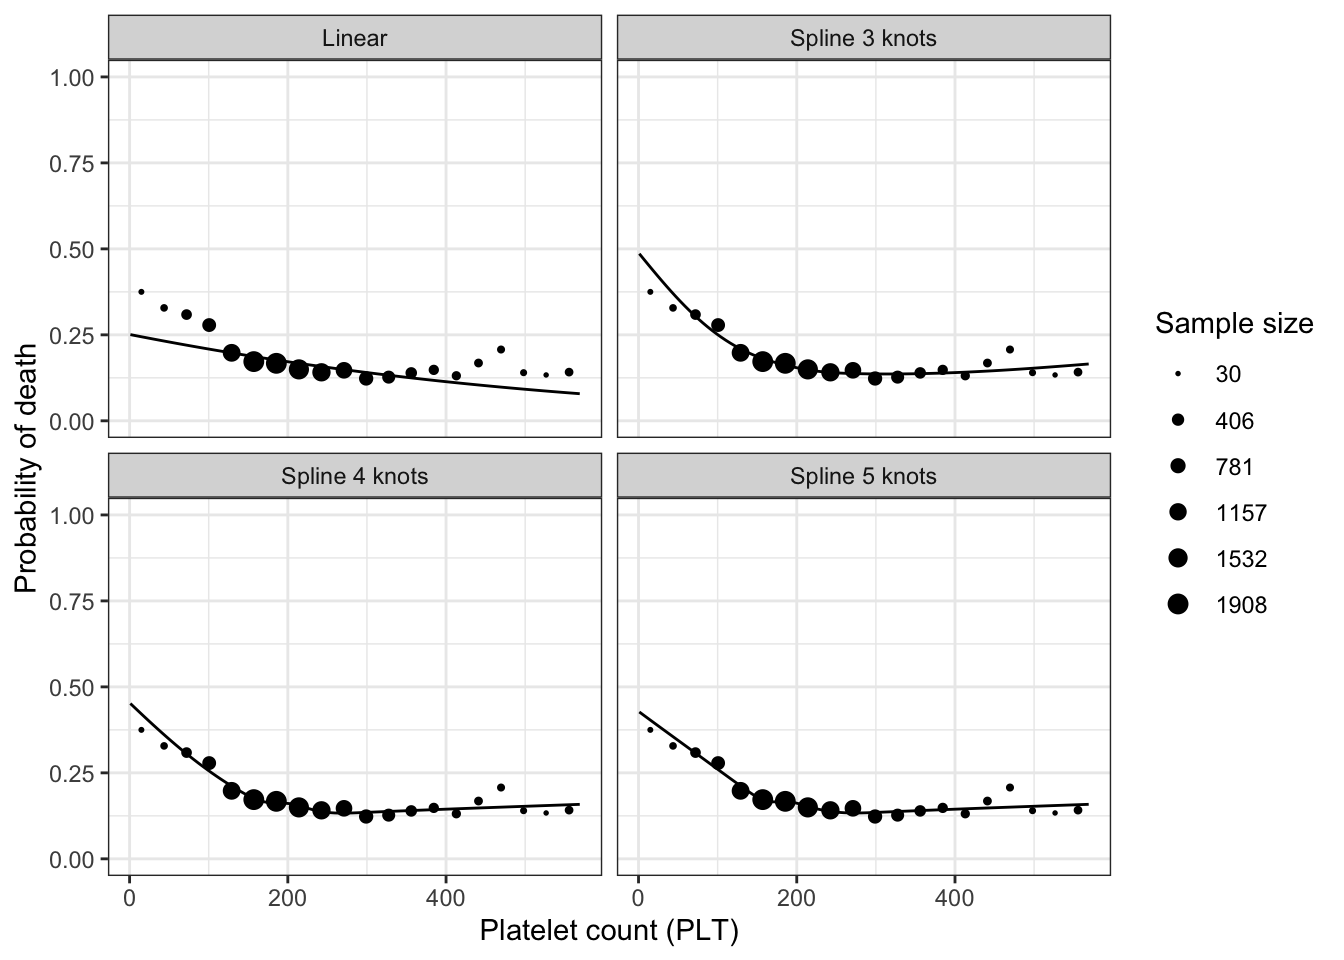 Linear
Spline 3 knots
1.00
0.75
0.50
0.25
0.00
Spline 4 knots
Spline 5 knots
1.00
0.75
0.50
0.25
0.00
0 200 400
0 200 400
Platelet count (PLT)
Probability of death
Sample size
30
406
781
1157
1532
1908